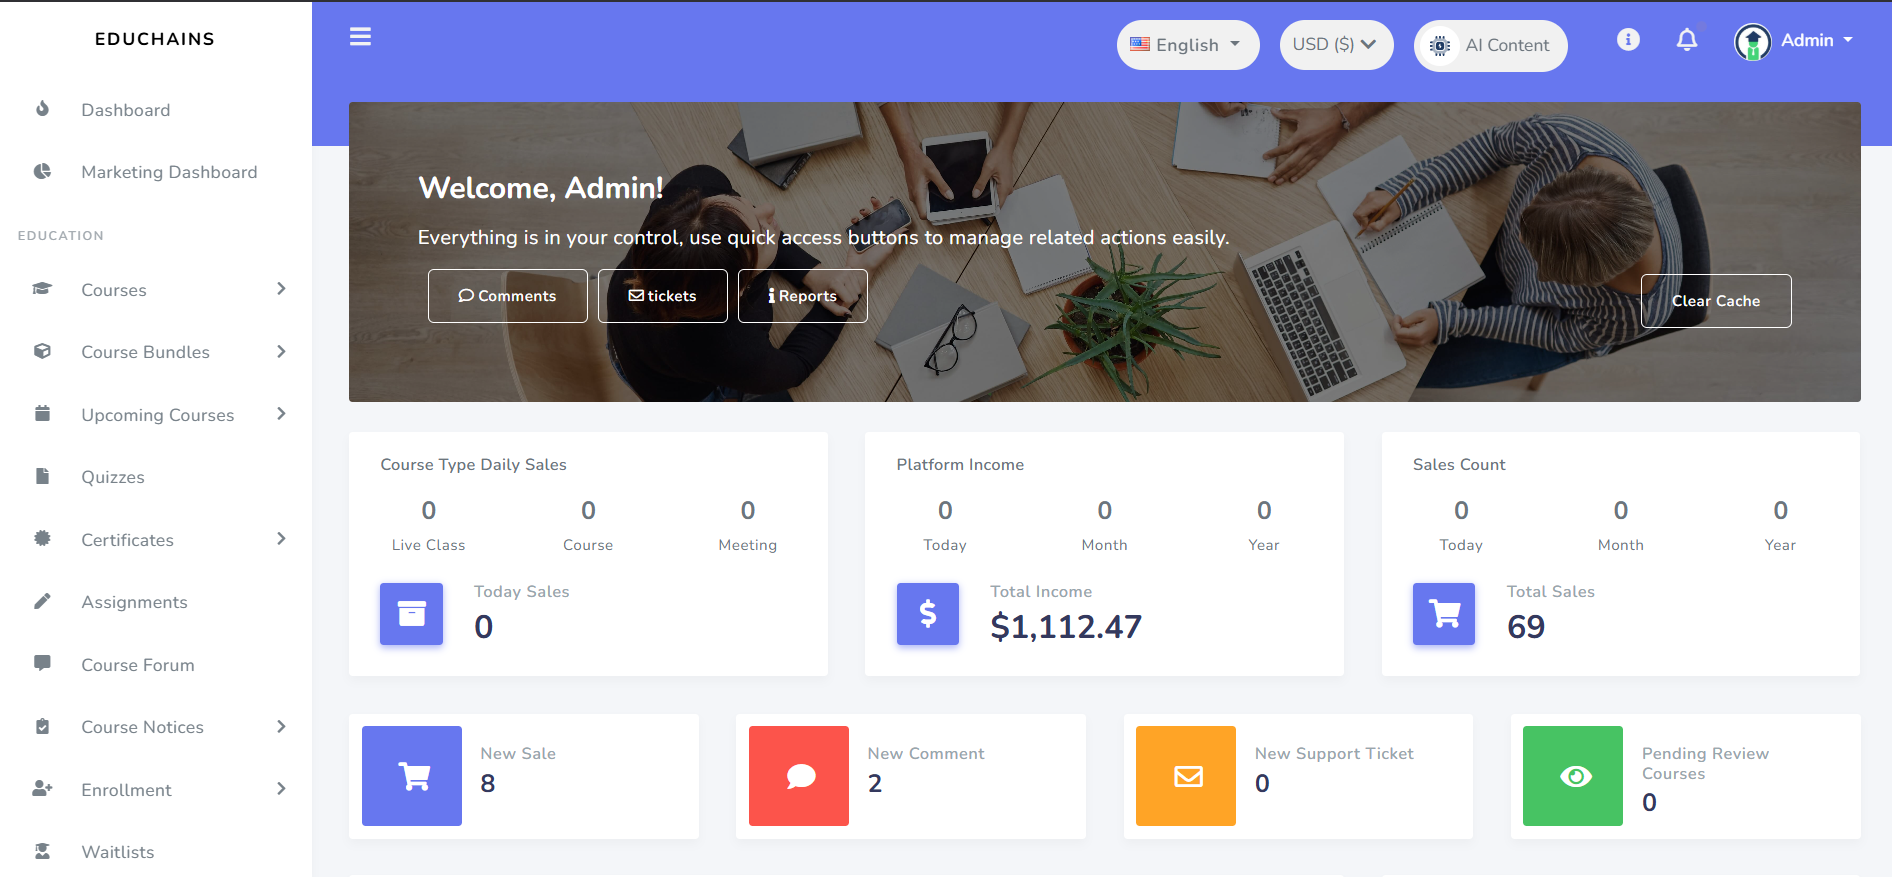 EDUCHAINS
English
USD ($)
AI Content
Admin
Dashboard
Marketing Dashboard
EDUCATION
Courses
Course Bundles
Upcoming Courses
Quizzes
Certificates
Assignments
Course Forum
Course Notices
Enrollment
Waitlists
Welcome, Admin!
Everything is in your control, use quick access buttons to manage related actions easily.
Comments
tickets
Reports
Clear Cache
Course Type Daily Sales
0 0 0
Live Class Course Meeting
Today Sales
0
Platform Income
0 0 0
Today Month Year
Total Income
$1,112.47
Sales Count
0 0 0
Today Month Year
Total Sales
69
New Sale
8
New Comment
2
New Support Ticket
0
Pending Review
Courses
0